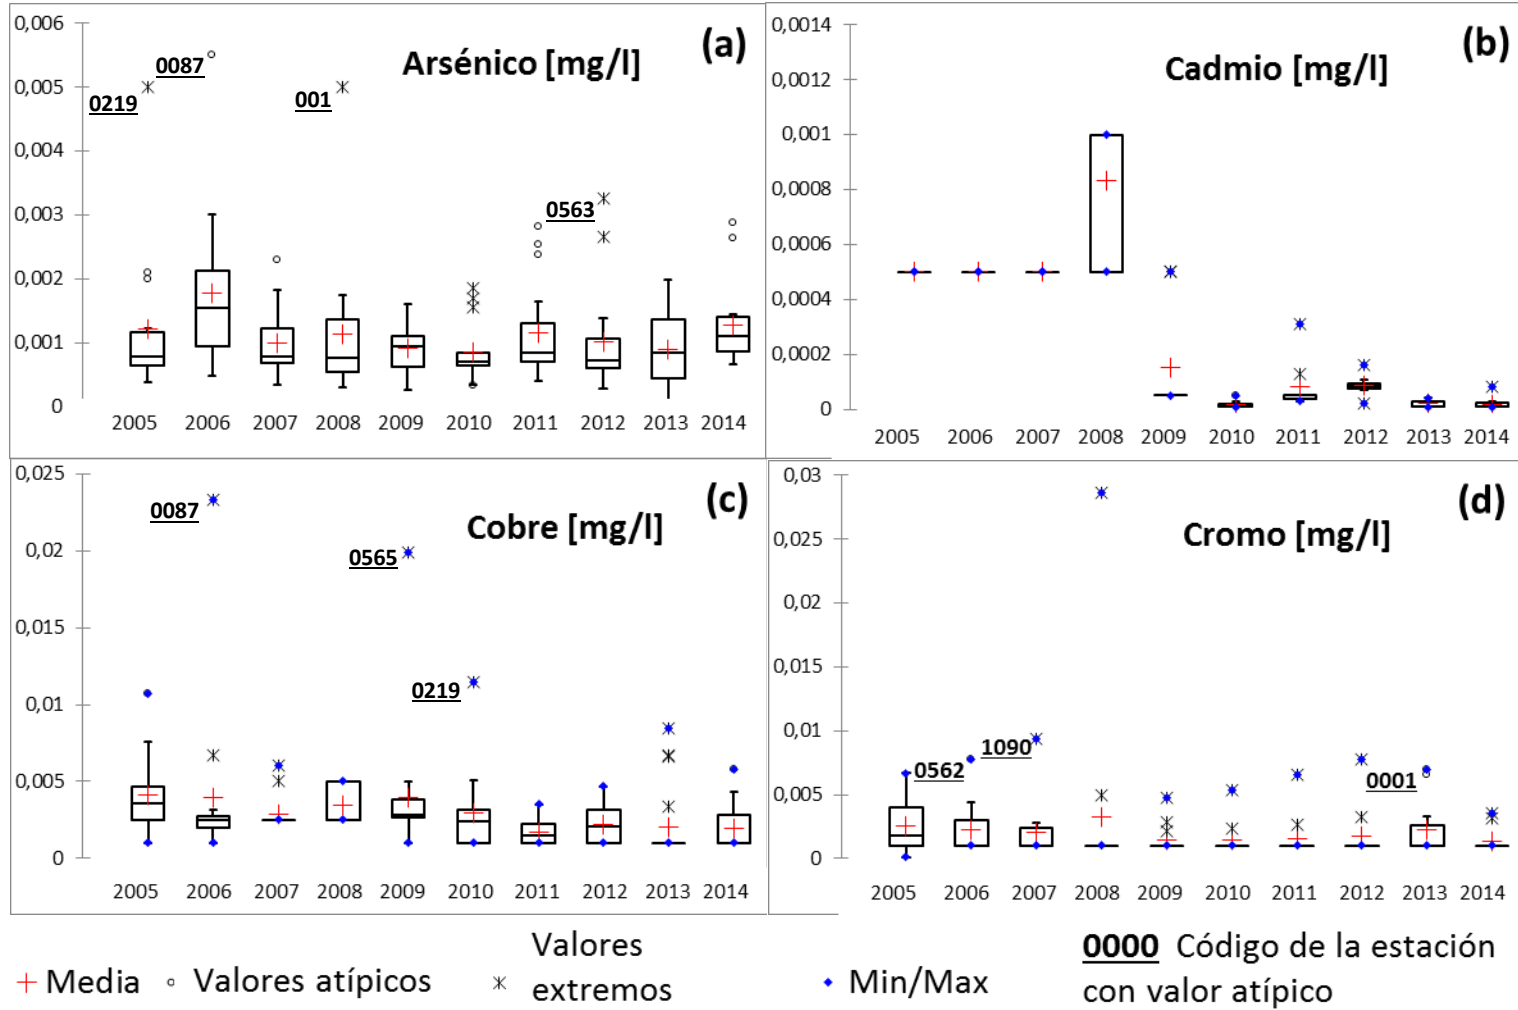 (a)
Arsénico [mg/l]
0,006
0,005
0,004
0,003
0,002
0,001
0
0219
0087
001
0563
2005 2006 2007 2008 2009 2010 2011 2012 2013 2014
(b)
Cadmio [mg/l]
0,0014
0,0012
0,001
0,0008
0,0006
0,0004
0,0002
0
2005 2006 2007 2008 2009 2010 2011 2012 2013 2014
(c)
Cobre [mg/l]
0,025
0,02
0,015
0,01
0,005
0
0087
0565
0219
2005 2006 2007 2008 2009 2010 2011 2012 2013 2014
(d)
Cromo [mg/l]
0,03
0,025
0,02
0,015
0,01
0,005
0
0562
1090
0001
2005 2006 2007 2008 2009 2010 2011 2012 2013 2014
Media
Valores atípicos
Valores
extremos
Min/Max
0000 Código de la estación
con valor atípico